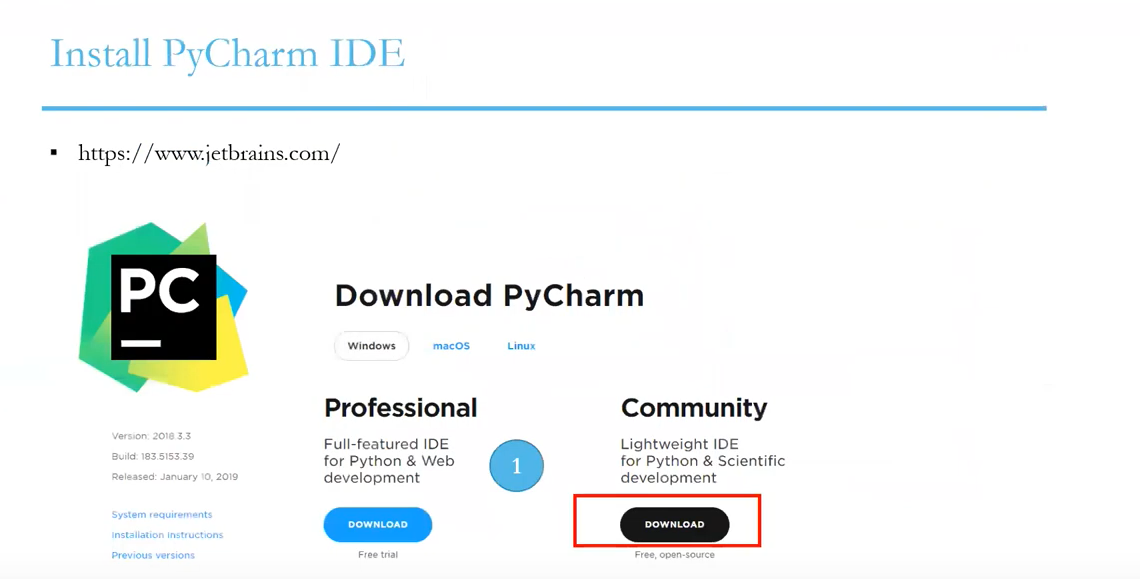 Install PyCharm IDE
▪ https://www.jetbrains.com/
PC
Download PyCharm
Windows macOS Linux
Professional
Full-featured IDE
for Python & Web
development
DOWNLOAD
Free trial
1
Community
Lightweight IDE
for Python & Scientific
development
DOWNLOAD
Free, open-source
Version: 2018.3.3
Build: 183.5153.39
Released: January 10, 2019
System requirements
Installation Instructions
Previous versions